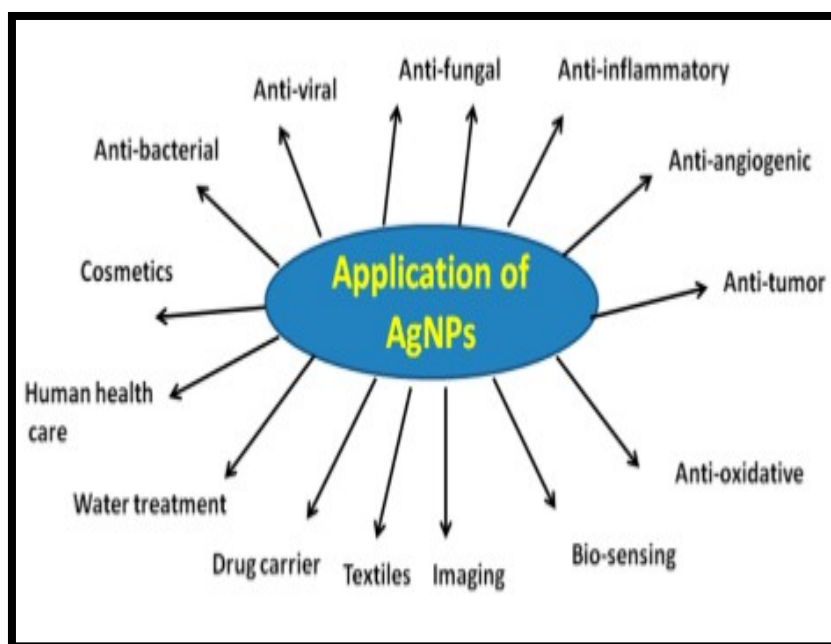 Anti-fungal
Anti-inflammatory
Anti-viral
Anti-bacterial
Anti-angiogenic
Cosmetics
Application of
AgNPs
Anti-tumor
Human health
care
Water treatment
Anti-oxidative
Drug carrier
Textiles
Imaging
Bio-sensing